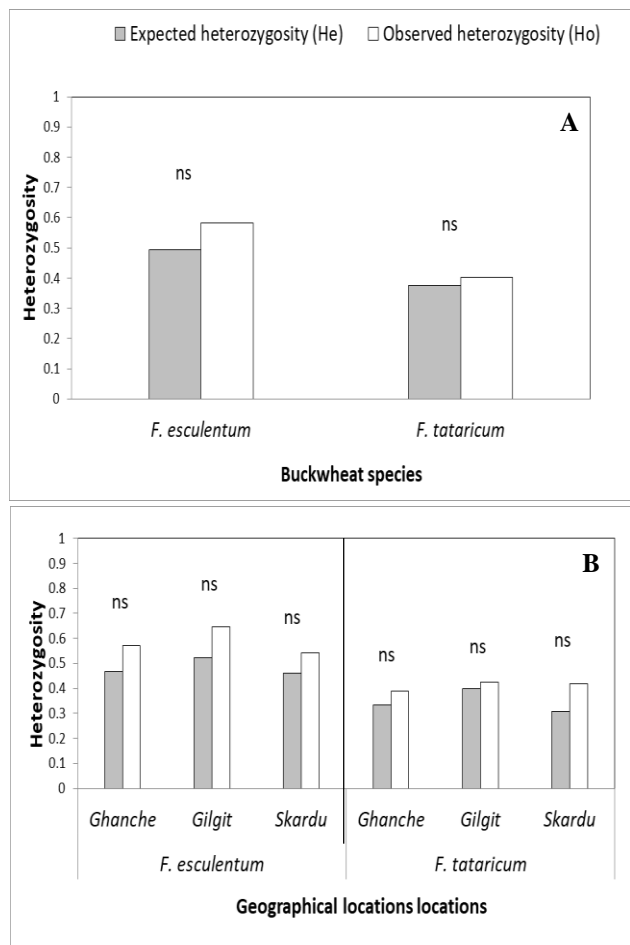 Expected heterozygosity (He) Observed heterozygosity (Ho)
A
1
0.9
0.8
0.7
0.6
0.5
0.4
0.3
0.2
0.1
0
Heterozygosity
ns
ns
F. esculentum F. tataricum
Buckwheat species
B
1
0.9
0.8
0.7
0.6
0.5
0.4
0.3
0.2
0.1
0
Heterozygosity
ns
ns
ns
ns
ns
ns
Ghanche Gilgit Skardu Ghanche Gilgit Skardu
F. esculentum F. tataricum
Geographical locations locations